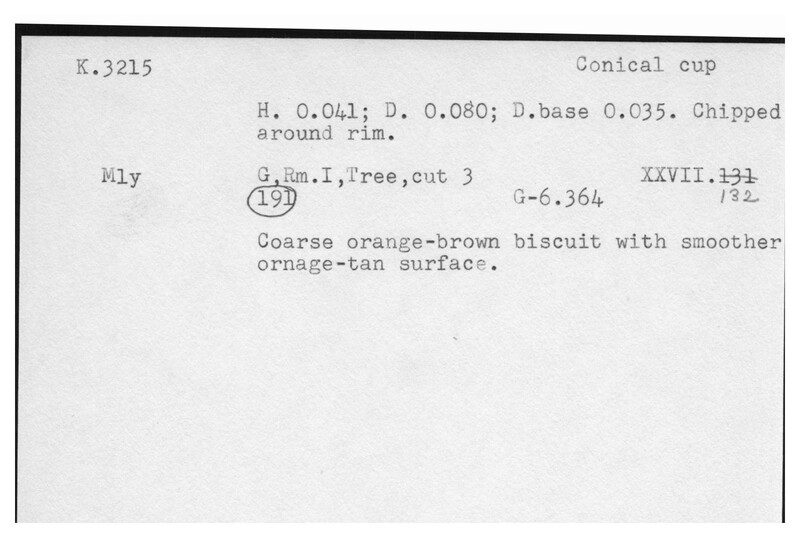 K.3215 Conical cup
H. 0.041; D. 0.080; D.base 0.035. Chipped
around rim.
Mly G,Rm.I,Tree,cut 3 XXVII.131
191 G-6.364 132
Coarse orange-brown biscuit with smoother
ornage-tan surface.